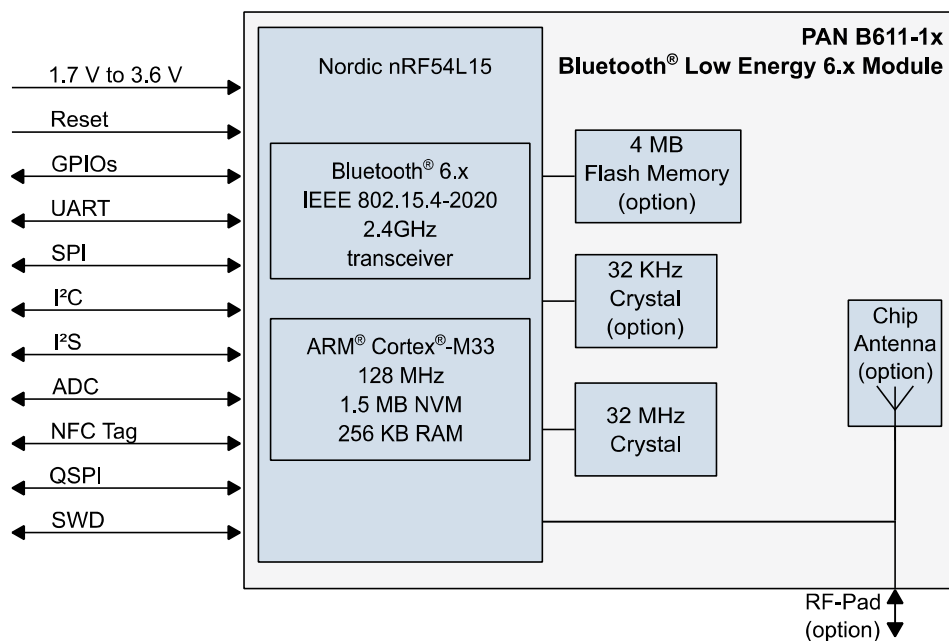 PAN B611-1x
Bluetooth® Low Energy 6.x Module
1.7 V to 3.6 V
Reset
GPIOs
UART
SPI
I²C
I²S
ADC
NFC Tag
QSPI
SWD
Nordic nRF54L15
Bluetooth® 6.x
IEEE 802.15.4-2020
2.4GHz
transceiver
ARM® Cortex®-M33
128 MHz
1.5 MB NVM
256 KB RAM
4 MB
Flash Memory
(option)
32 KHz
Crystal
(option)
32 MHz
Crystal
Chip
Antenna
(option)
RF-Pad
(option)